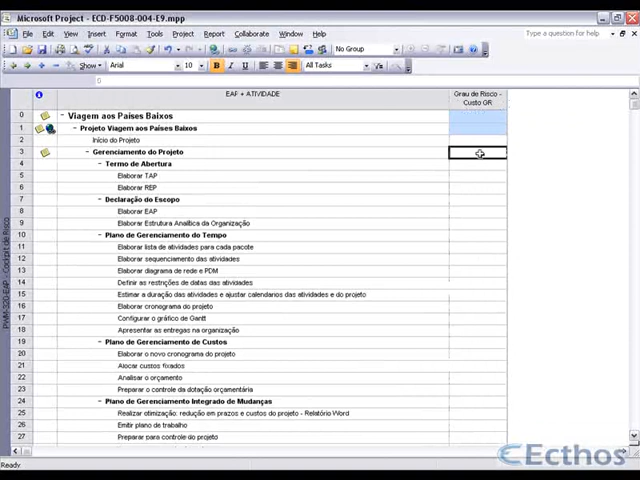 Microsoft Project - ECD-F5008-004-E9.mpp
File Edit View Insert Format Tools Project Report Collaborate Window Help Type a question for help
No Group
Show Arial 10 B I U All Tasks
EAP + ATIVIDADE
Grau de Risco -
Custo GR
0 Viagem aos Países Baixos
1 Projeto Viagem aos Países Baixos
2 Início do Projeto
3 Gerenciamento do Projeto
4 Termo de Abertura
5 Elaborar TAP
6 Elaborar REP
7 Declaração do Escopo
8 Elaborar EAP
9 Elaborar Estrutura Analítica da Organização
10 Plano de Gerenciamento do Tempo
11 Elaborar lista de atividades para cada pacote
12 Elaborar sequenciamento das atividades
13 Elaborar diagrama de rede e PDM
14 Definir as restrições de datas das atividades
15 Estimar a duração das atividades e ajustar calendarios das atividades e do projeto
16 Elaborar cronograma do projeto
17 Configurar o gráfico de Gantt
18 Apresentar as entregas na organização
19 Plano de Gerenciamento de Custos
20 Elaborar o novo cronograma do projeto
21 Alocar custos fixados
22 Analisar o orçamento
23 Preparar o controle da dotação orçamentária
24 Plano de Gerenciamento Integrado de Mudanças
25 Realizar otimização: redução em prazos e custos do projeto - Relatório Word
26 Emitir plano de trabalho
27 Preparar para controle do projeto
PWM-320-EAP - Cockpit de Risco
Ready
Ecthos